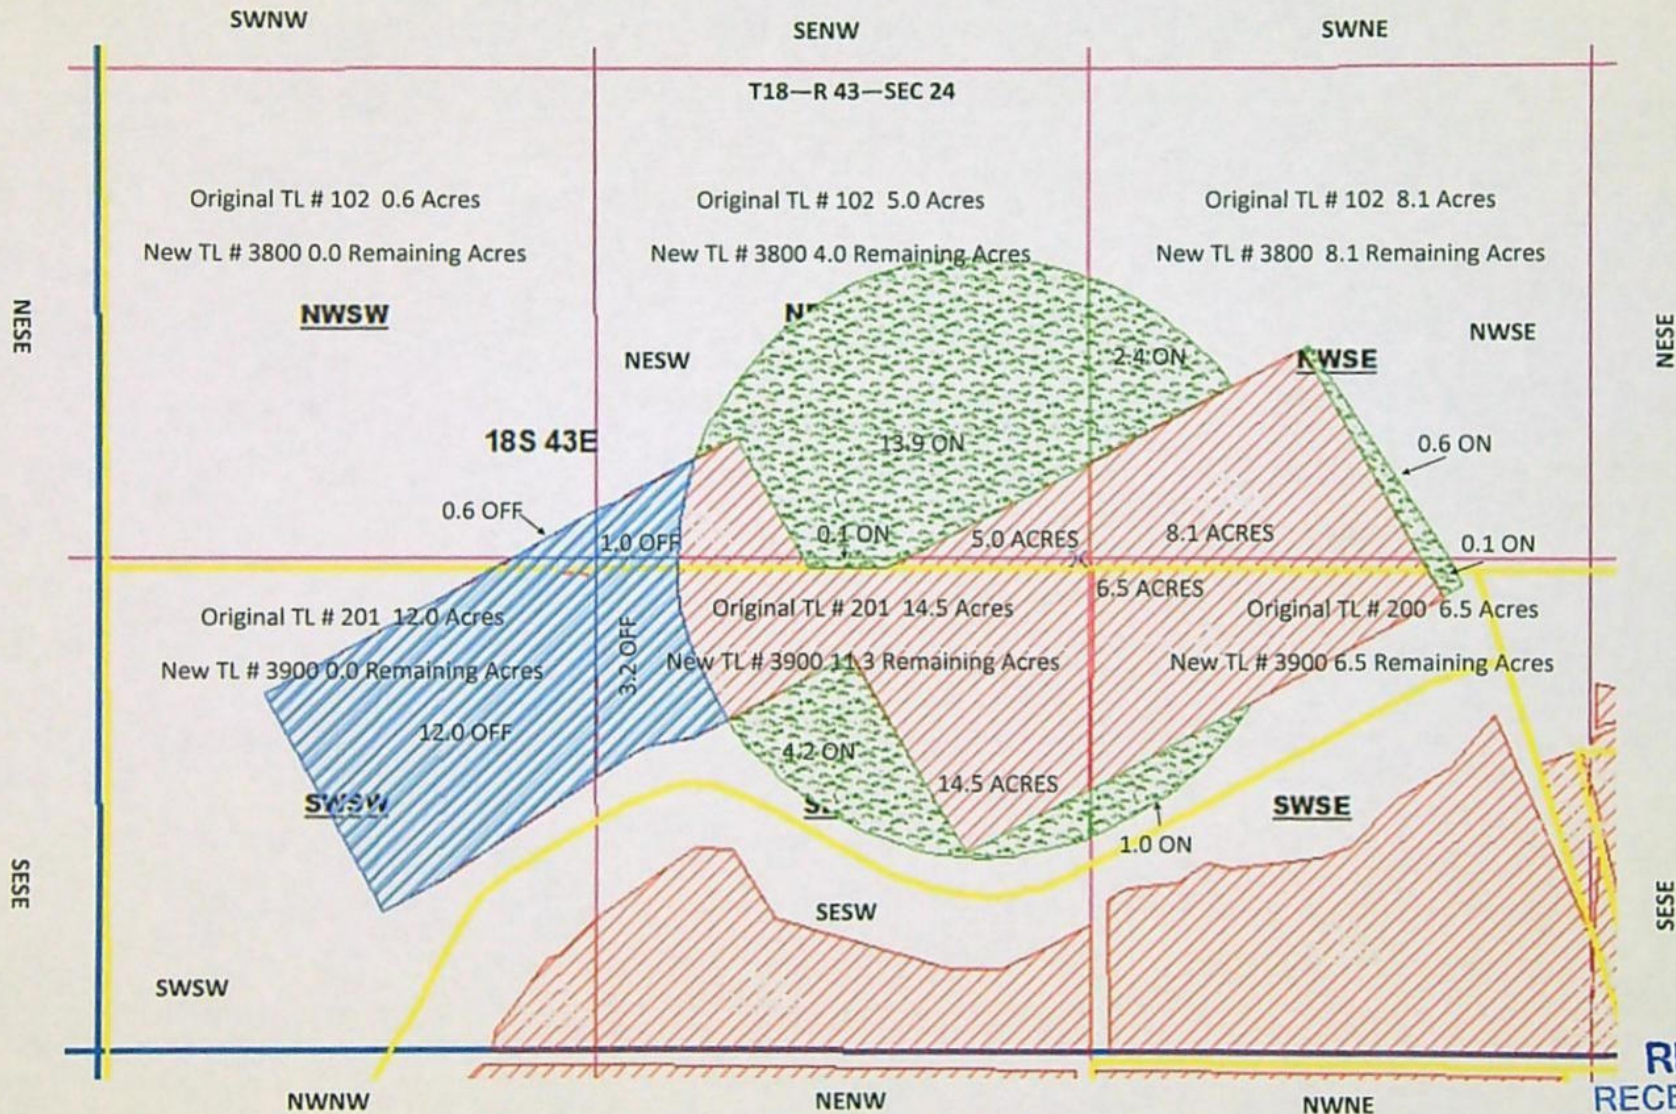 SWNW
SENW
SWNE
T18—R 43—SEC 24
Original TL # 102 0.6 Acres
Original TL # 102 5.0 Acres
Original TL # 102 8.1 Acres
New TL # 3800 0.0 Remaining Acres
New TL # 3800 4.0 Remaining Acres
New TL # 3800 8.1 Remaining Acres
NESE
NWSW
NESW
2.4 ON
NWSE
NWSE
NESE
18S 43E
13.9 ON
0.6 ON
0.6 OFF
1.0 OFF
0.1 ON
5.0 ACRES
8.1 ACRES
0.1 ON
6.5 ACRES
Original TL # 201 12.0 Acres
Original TL # 201 14.5 Acres
Original TL # 200 6.5 Acres
New TL # 3900 0.0 Remaining Acres
3.2 OFF
New TL # 3900 11.3 Remaining Acres
New TL # 3900 6.5 Remaining Acres
12.0 OFF
4.2 ON
14.5 ACRES
SWSW
SWSE
1.0 ON
SESE
SESW
SESE
SWSW
NWNW
NENW
NWNE